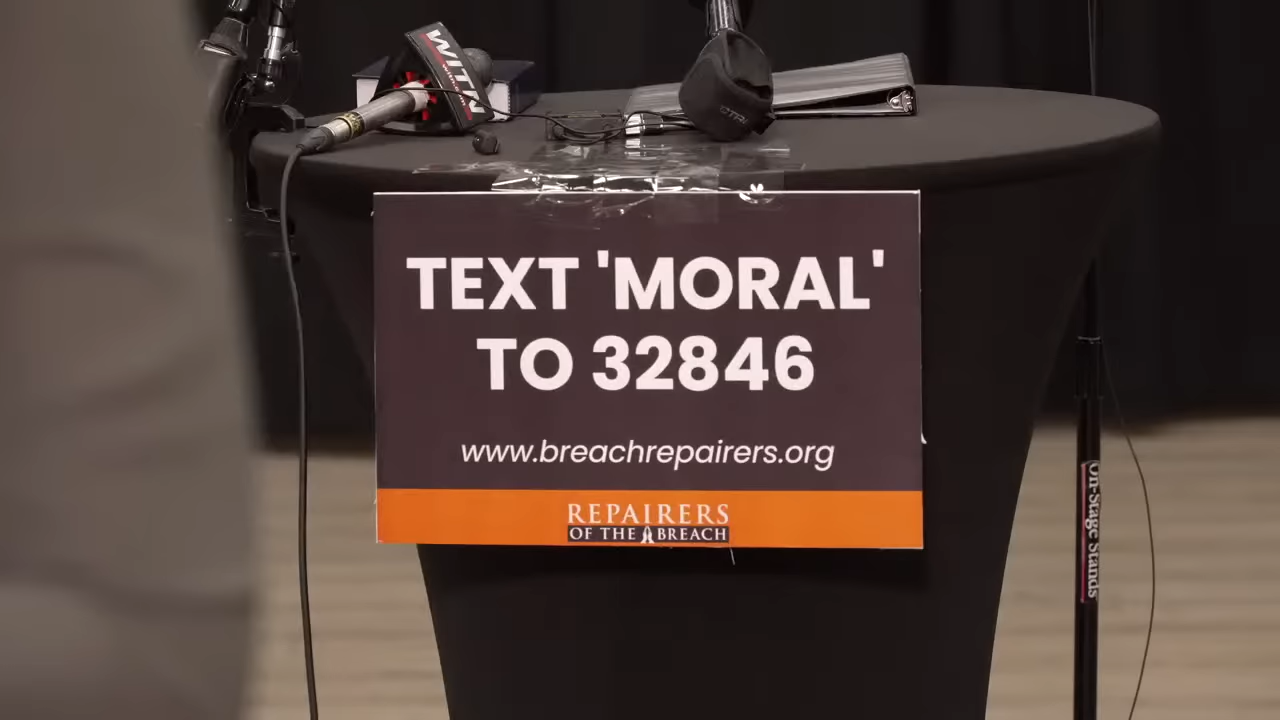 WITN
TEXT 'MORAL'
TO 32846
www.breachrepairers.org
REPAIRERS
OF THE BREACH
On-Stage Stands